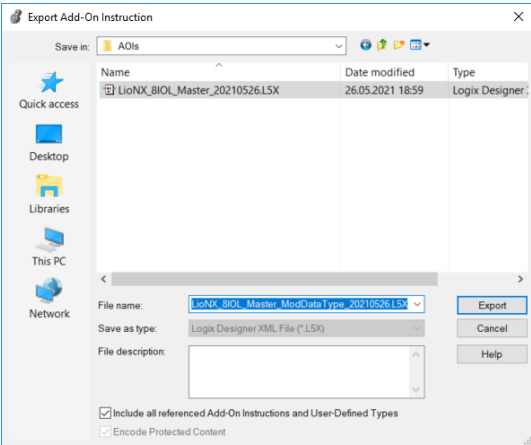 Export Add-On Instruction
Save in: AOIs
Name Date modified Type
LioNX_8IOL_Master_20210526.L5X 26.05.2021 18:59 Logix Designer
Quick access
Desktop
Libraries
This PC
Network
File name: LioNX_8IOL_Master_ModDataType_20210526.L5X Export
Save as type: Logix Designer XML File (*.L5X) Cancel
File description: Help
Include all referenced Add-On Instructions and User-Defined Types
Encode Protected Content